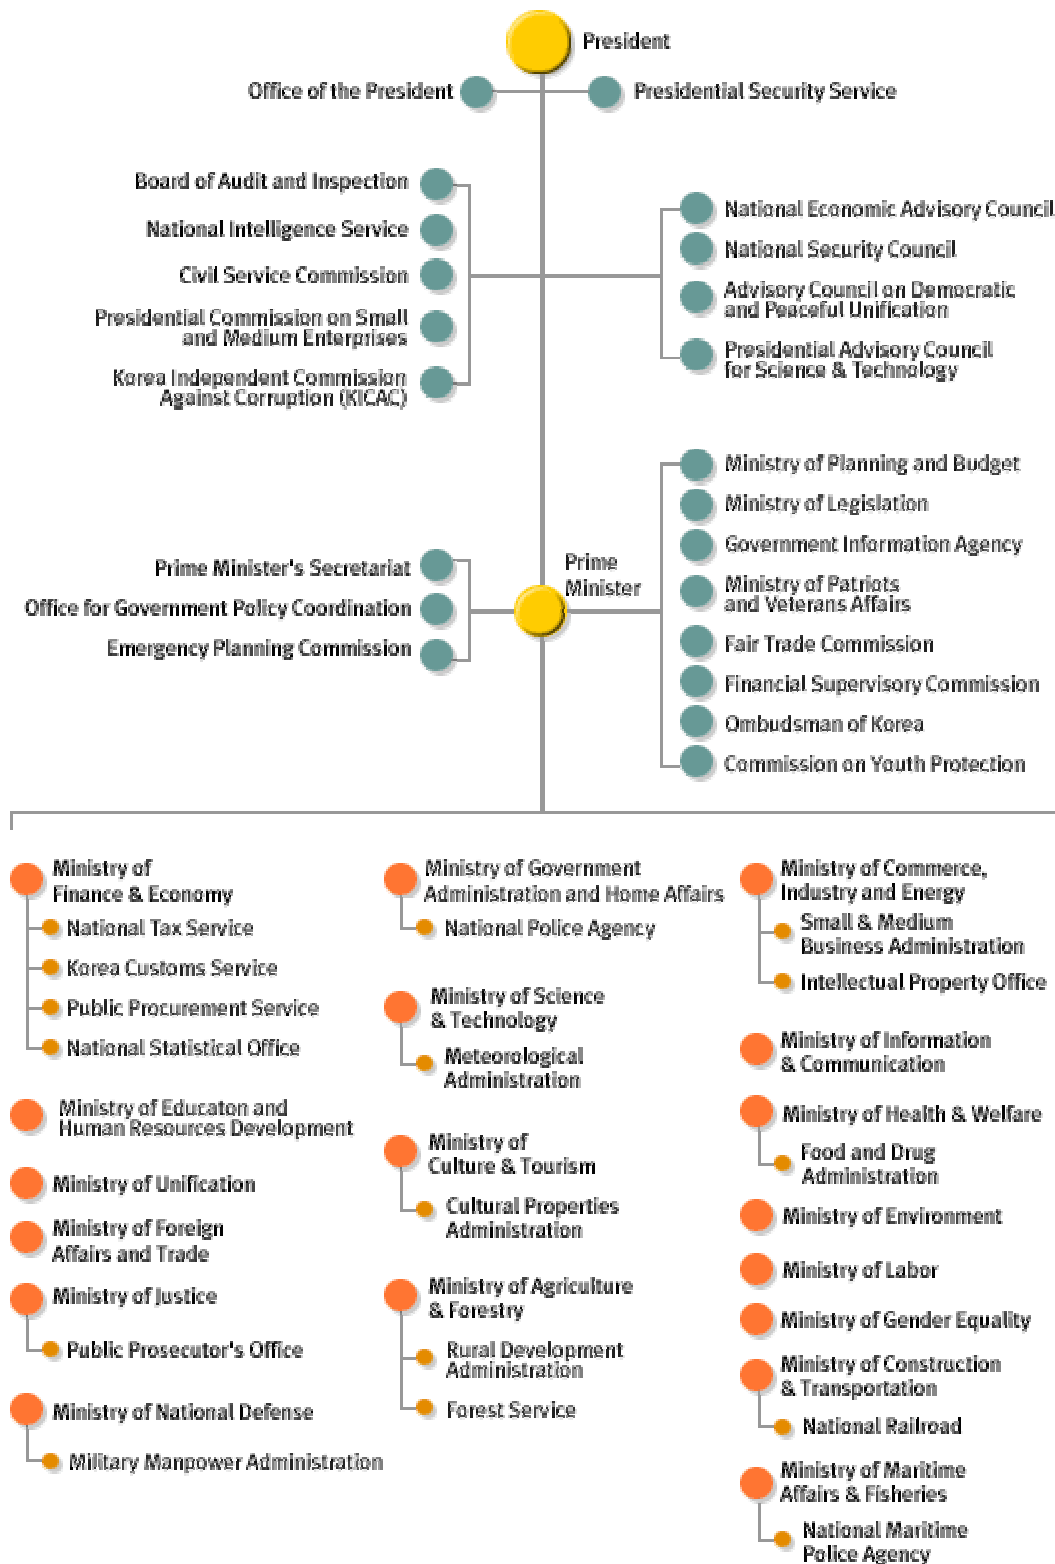 President
Office of the President
Presidential Security Service
Board of Audit and Inspection
National Intelligence Service
Civil Service Commission
Presidential Commission on Small
and Medium Enterprises
Korea Independent Commission
Against Corruption (KICAC)
National Economic Advisory Council
National Security Council
Advisory Council on Democratic
and Peaceful Unification
Presidential Advisory Council
for Science & Technology
Prime Minister's Secretariat
Office for Government Policy Coordination
Emergency Planning Commission
Prime
Minister
Ministry of Planning and Budget
Ministry of Legislation
Government Information Agency
Ministry of Patriots
and Veterans Affairs
Fair Trade Commission
Financial Supervisory Commission
Ombudsman of Korea
Commission on Youth Protection
Ministry of
Finance & Economy
National Tax Service
Korea Customs Service
Public Procurement Service
National Statistical Office
Ministry of Educaton and
Human Resources Development
Ministry of Unification
Ministry of Foreign
Affairs and Trade
Ministry of Justice
Public Prosecutor's Office
Ministry of National Defense
Military Manpower Administration
Ministry of Government
Administration and Home Affairs
National Police Agency
Ministry of Science
& Technology
Meteorological
Administration
Ministry of
Culture & Tourism
Cultural Properties
Administration
Ministry of Agriculture
& Forestry
Rural Development
Administration
Forest Service
Ministry of Commerce,
Industry and Energy
Small & Medium
Business Administration
Intellectual Property Office
Ministry of Information
& Communication
Ministry of Health & Welfare
Food and Drug
Administration
Ministry of Environment
Ministry of Labor
Ministry of Gender Equality
Ministry of Construction
& Transportation
National Railroad
Ministry of Maritime
Affairs & Fisheries
National Maritime
Police Agency